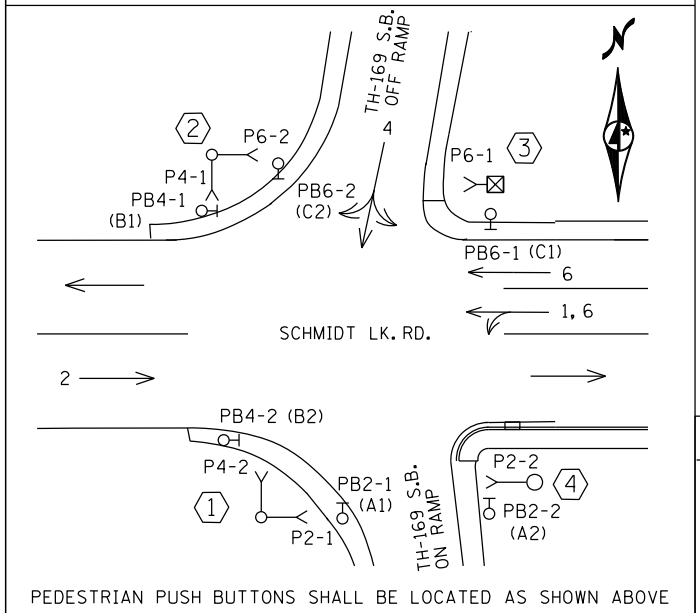 N
TH-169 S.B.
OFF RAMP
4
2
P6-2
P4-1
PB4-1
(B1)
PB6-2
(C2)
P6-1
3
PB6-1 (C1)
6
1,6
SCHMIDT LK. RD.
2
PB4-2 (B2)
P4-2
1
PB2-1
(A1)
P2-1
TH-169 S.B.
ON RAMP
P2-2
4
PB2-2
(A2)
PEDESTRIAN PUSH BUTTONS SHALL BE LOCATED AS SHOWN ABOVE